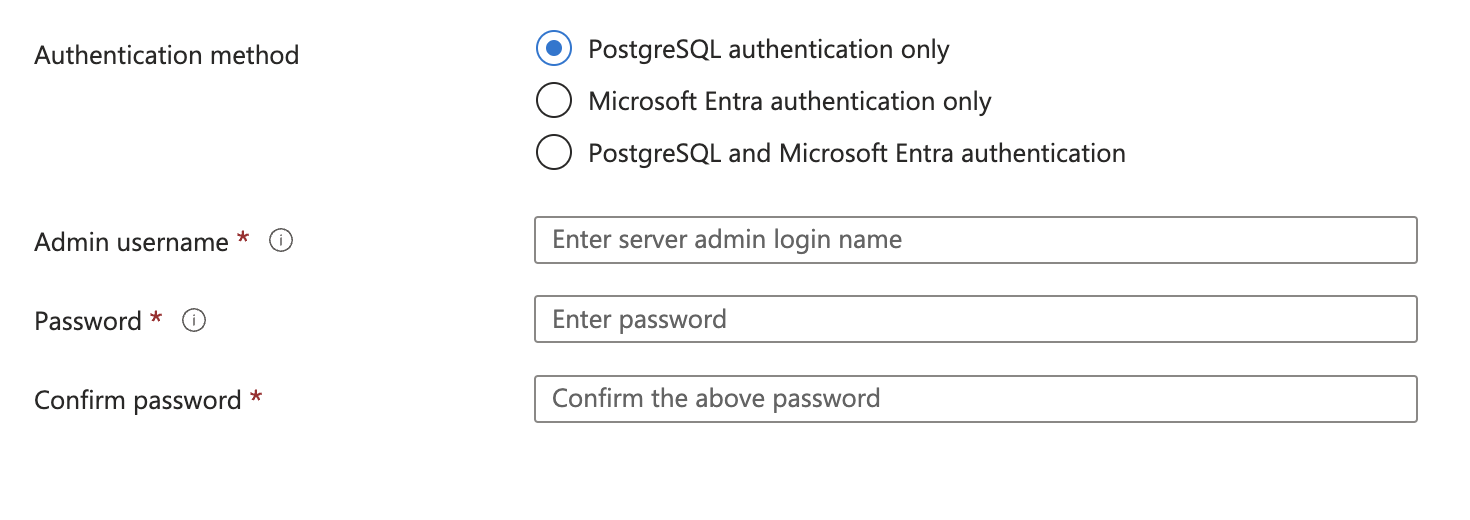 Authentication method
PostgreSQL authentication only
Microsoft Entra authentication only
PostgreSQL and Microsoft Entra authentication
Admin username *
Enter server admin login name
Password *
Enter password
Confirm password *
Confirm the above password